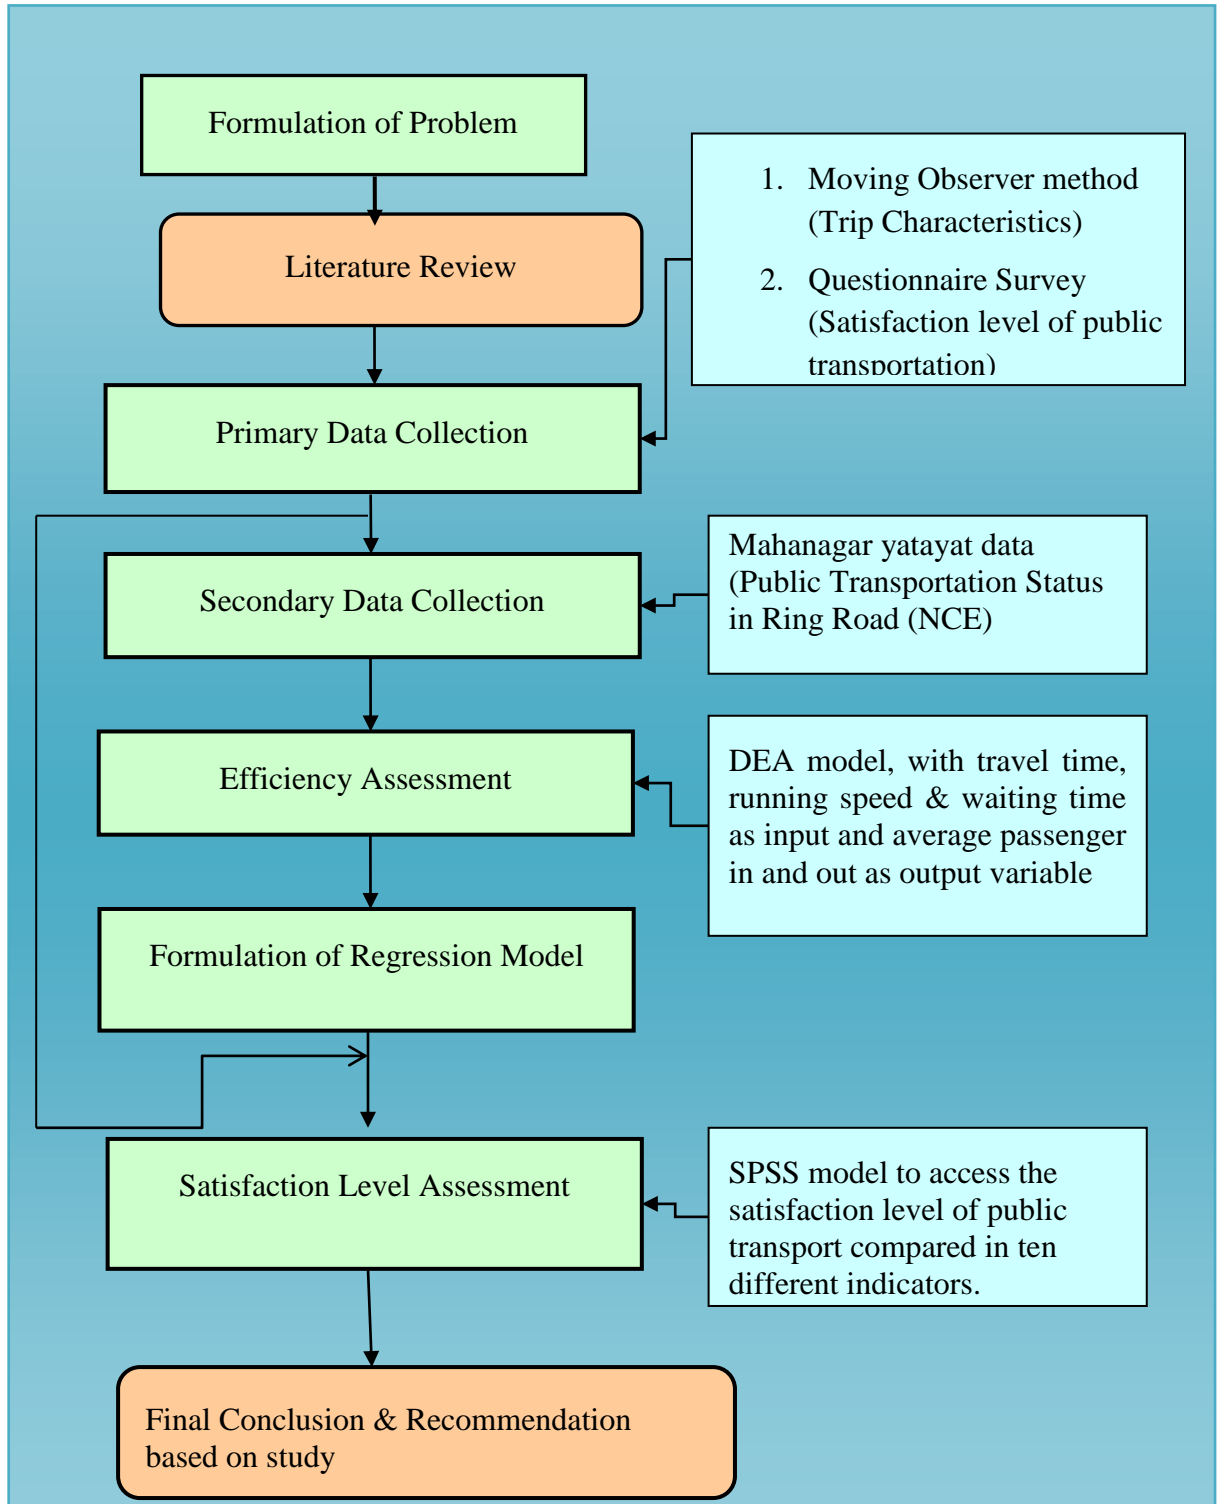 Formulation of Problem
Literature Review
1. Moving Observer method
(Trip Characteristics)
2. Questionnaire Survey
(Satisfaction level of public
transportation)
Primary Data Collection
Secondary Data Collection
Mahanagar yatayat data
(Public Transportation Status
in Ring Road (NCE)
Efficiency Assessment
DEA model, with travel time,
running speed & waiting time
as input and average passenger
in and out as output variable
Formulation of Regression Model
Satisfaction Level Assessment
SPSS model to access the
satisfaction level of public
transport compared in ten
different indicators.
Final Conclusion & Recommendation
based on study